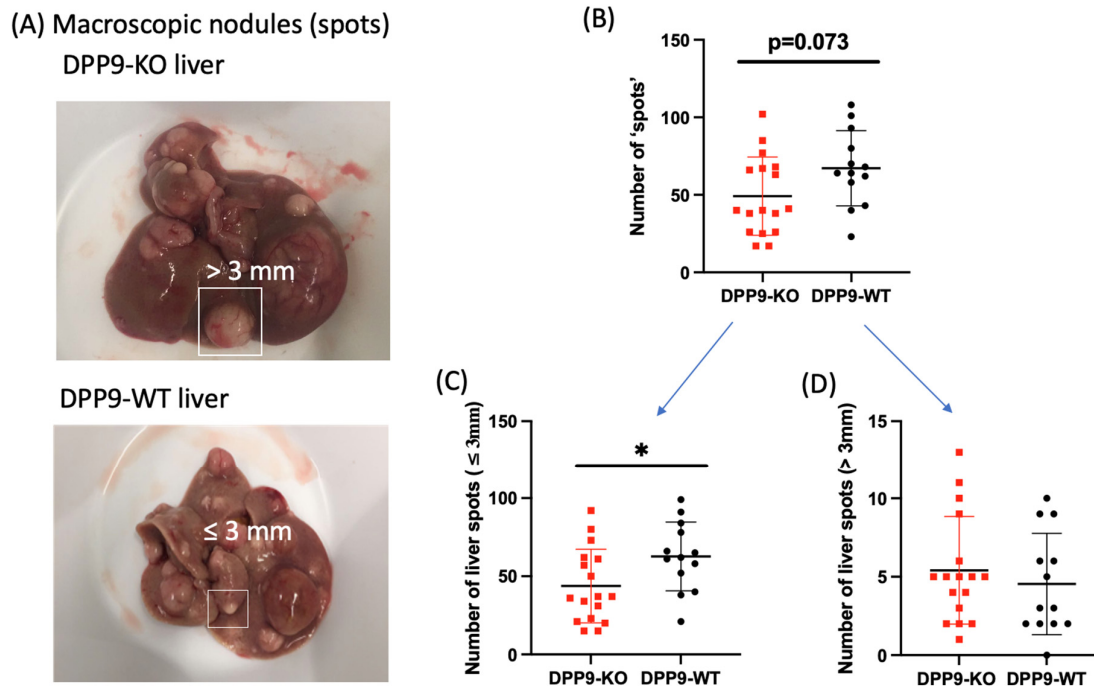 (A) Macroscopic nodules (spots)
DPP9-KO liver
> 3 mm
DPP9-WT liver
≤ 3 mm
(B)
p=0.073
Number of 'spots'
150
100
50
0
DPP9-KO DPP9-WT
(C)
*
Number of liver spots ( ≤ 3mm)
150
100
50
0
DPP9-KO DPP9-WT
(D)
Number of liver spots (> 3mm)
15
10
5
0
DPP9-KO DPP9-WT